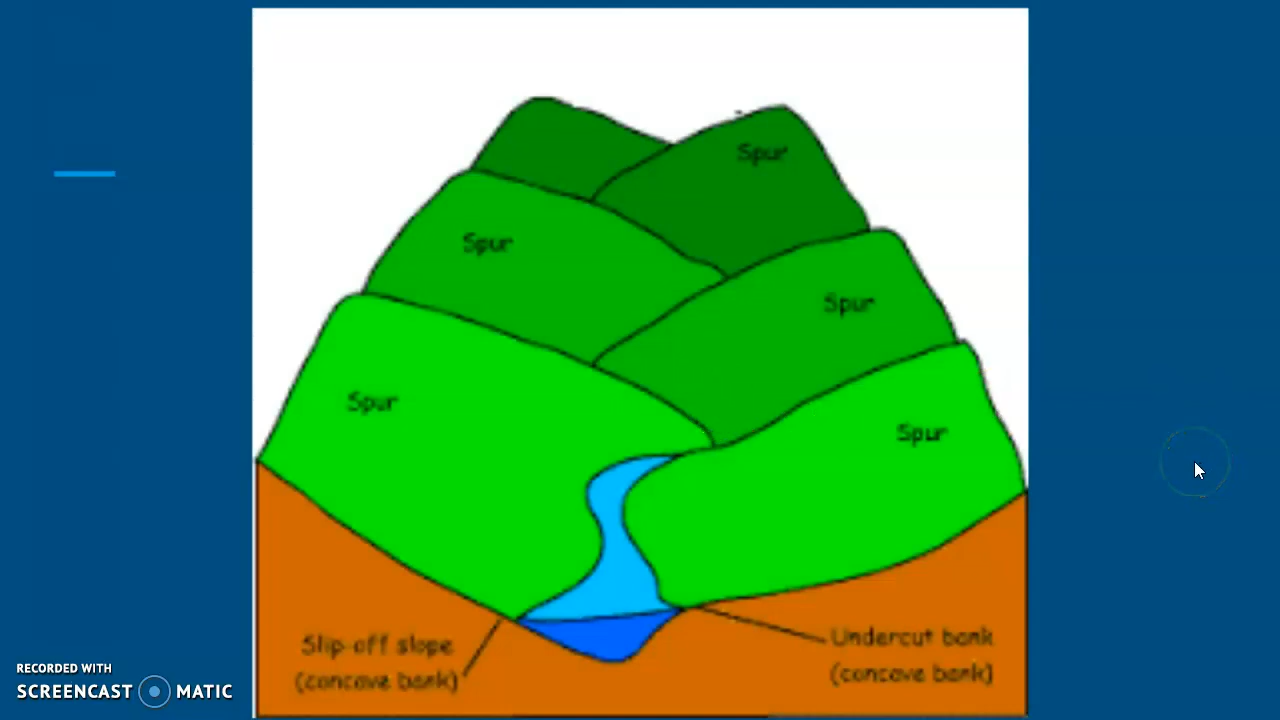 Spur
Spur
Spur
Spur
Spur
Slip-off slope
(concave bank)
Undercut bank
(concave bank)
RECORDED WITH
SCREENCAST MATIC